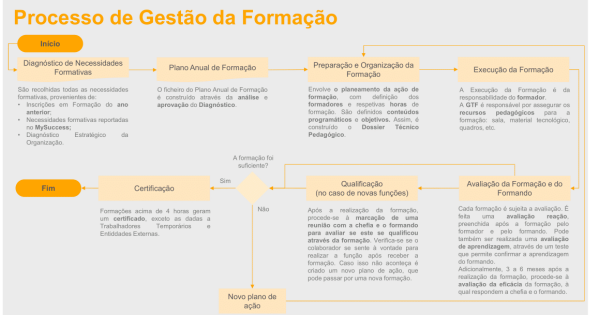 Processo de Gestão da Formação
Início
Diagnóstico de Necessidades
Formativas
São recolhidas todas as necessidades
formativas, provenientes de:
• Inscrições em Formação do ano
anterior;
• Necessidades formativas reportadas
no MySuccess;
• Diagnóstico Estratégico da
Organização.
Plano Anual de Formação
O ficheiro do Plano Anual de Formação
é construído através da análise e
aprovação do Diagnóstico.
Preparação e Organização da
Formação
Envolve o planeamento da ação de
formação, com definição dos
formadores e respetivas horas de
formação. São definidos conteúdos
programáticos e objetivos. Assim, é
construído o Dossier Técnico
Pedagógico.
Execução da Formação
A Execução da Formação é da
responsabilidade do formador.
A GTF é responsável por assegurar os
recursos pedagógicos para a
formação: sala, material tecnológico,
quadros, etc.
Fim
Certificação
Formações acima de 4 horas geram
um certificado, exceto as dadas a
Trabalhadores Temporários e
Entidades Externas.
Sim
A formação foi
suficiente?
Não
Novo plano de
ação
Qualificação
(no caso de novas funções)
Após a realização da formação,
procede-se à marcação de uma
reunião com a chefia e o formando
para avaliar se este se qualificou
através da formação. Verifica-se se o
colaborador se sente à vontade para
realizar a função após receber a
formação. Caso isso não aconteça é
criado um novo plano de ação, que
pode passar por uma nova formação.
Avaliação da Formação e do
Formando
Cada formação é sujeita a avaliação. É
feita uma avaliação reação,
preenchida após a formação pelo
formador e pelo formando. Pode
também ser realizada uma avaliação
de aprendizagem, através de um teste
que permite confirmar a aprendizagem
do formando.
Adicionalmente, 3 a 6 meses após a
realização da formação, procede-se à
avaliação da eficácia da formação, à
qual respondem a chefia e o formando.